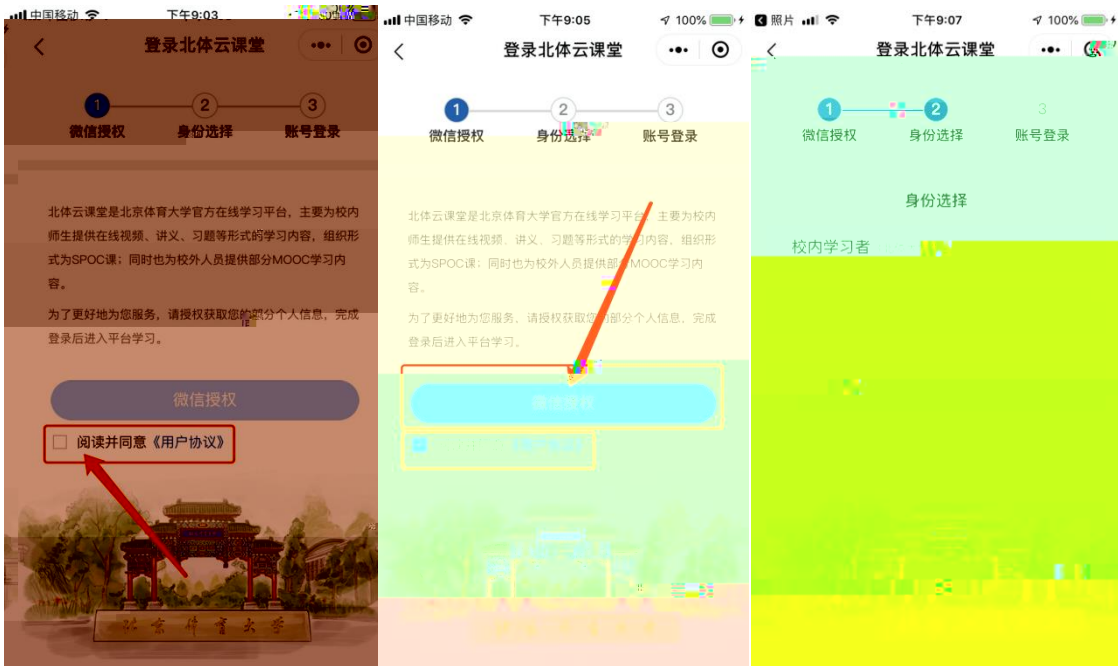 中国移动
下午9:03
登录北体云课堂
1
2
3
微信授权
身份选择
账号登录
北体云课堂是北京体育大学官方在线学习平台，主要为校内
师生提供在线视频、讲义、习题等形式的学习内容，组织形
式为SPOC课；同时也为校外人员提供部分MOOC学习内
容。
为了更好地为您服务，请授权获取您的部分个人信息，完成
登录后进入平台学习。
微信授权
阅读并同意《用户协议》
北京体育大学
中国移动
下午9:05
100%
登录北体云课堂
1
2
3
微信授权
身份选择
账号登录
北体云课堂是北京体育大学官方在线学习平台，主要为校内
师生提供在线视频、讲义、习题等形式的学习内容，组织形
式为SPOC课；同时也为校外人员提供部分MOOC学习内
容。
为了更好地为您服务，请授权获取您的部分个人信息，完成
登录后进入平台学习。
微信授权
北京体育大学
照片
下午9:07
100%
登录北体云课堂
1
2
3
微信授权
身份选择
账号登录
身份选择
校内学习者